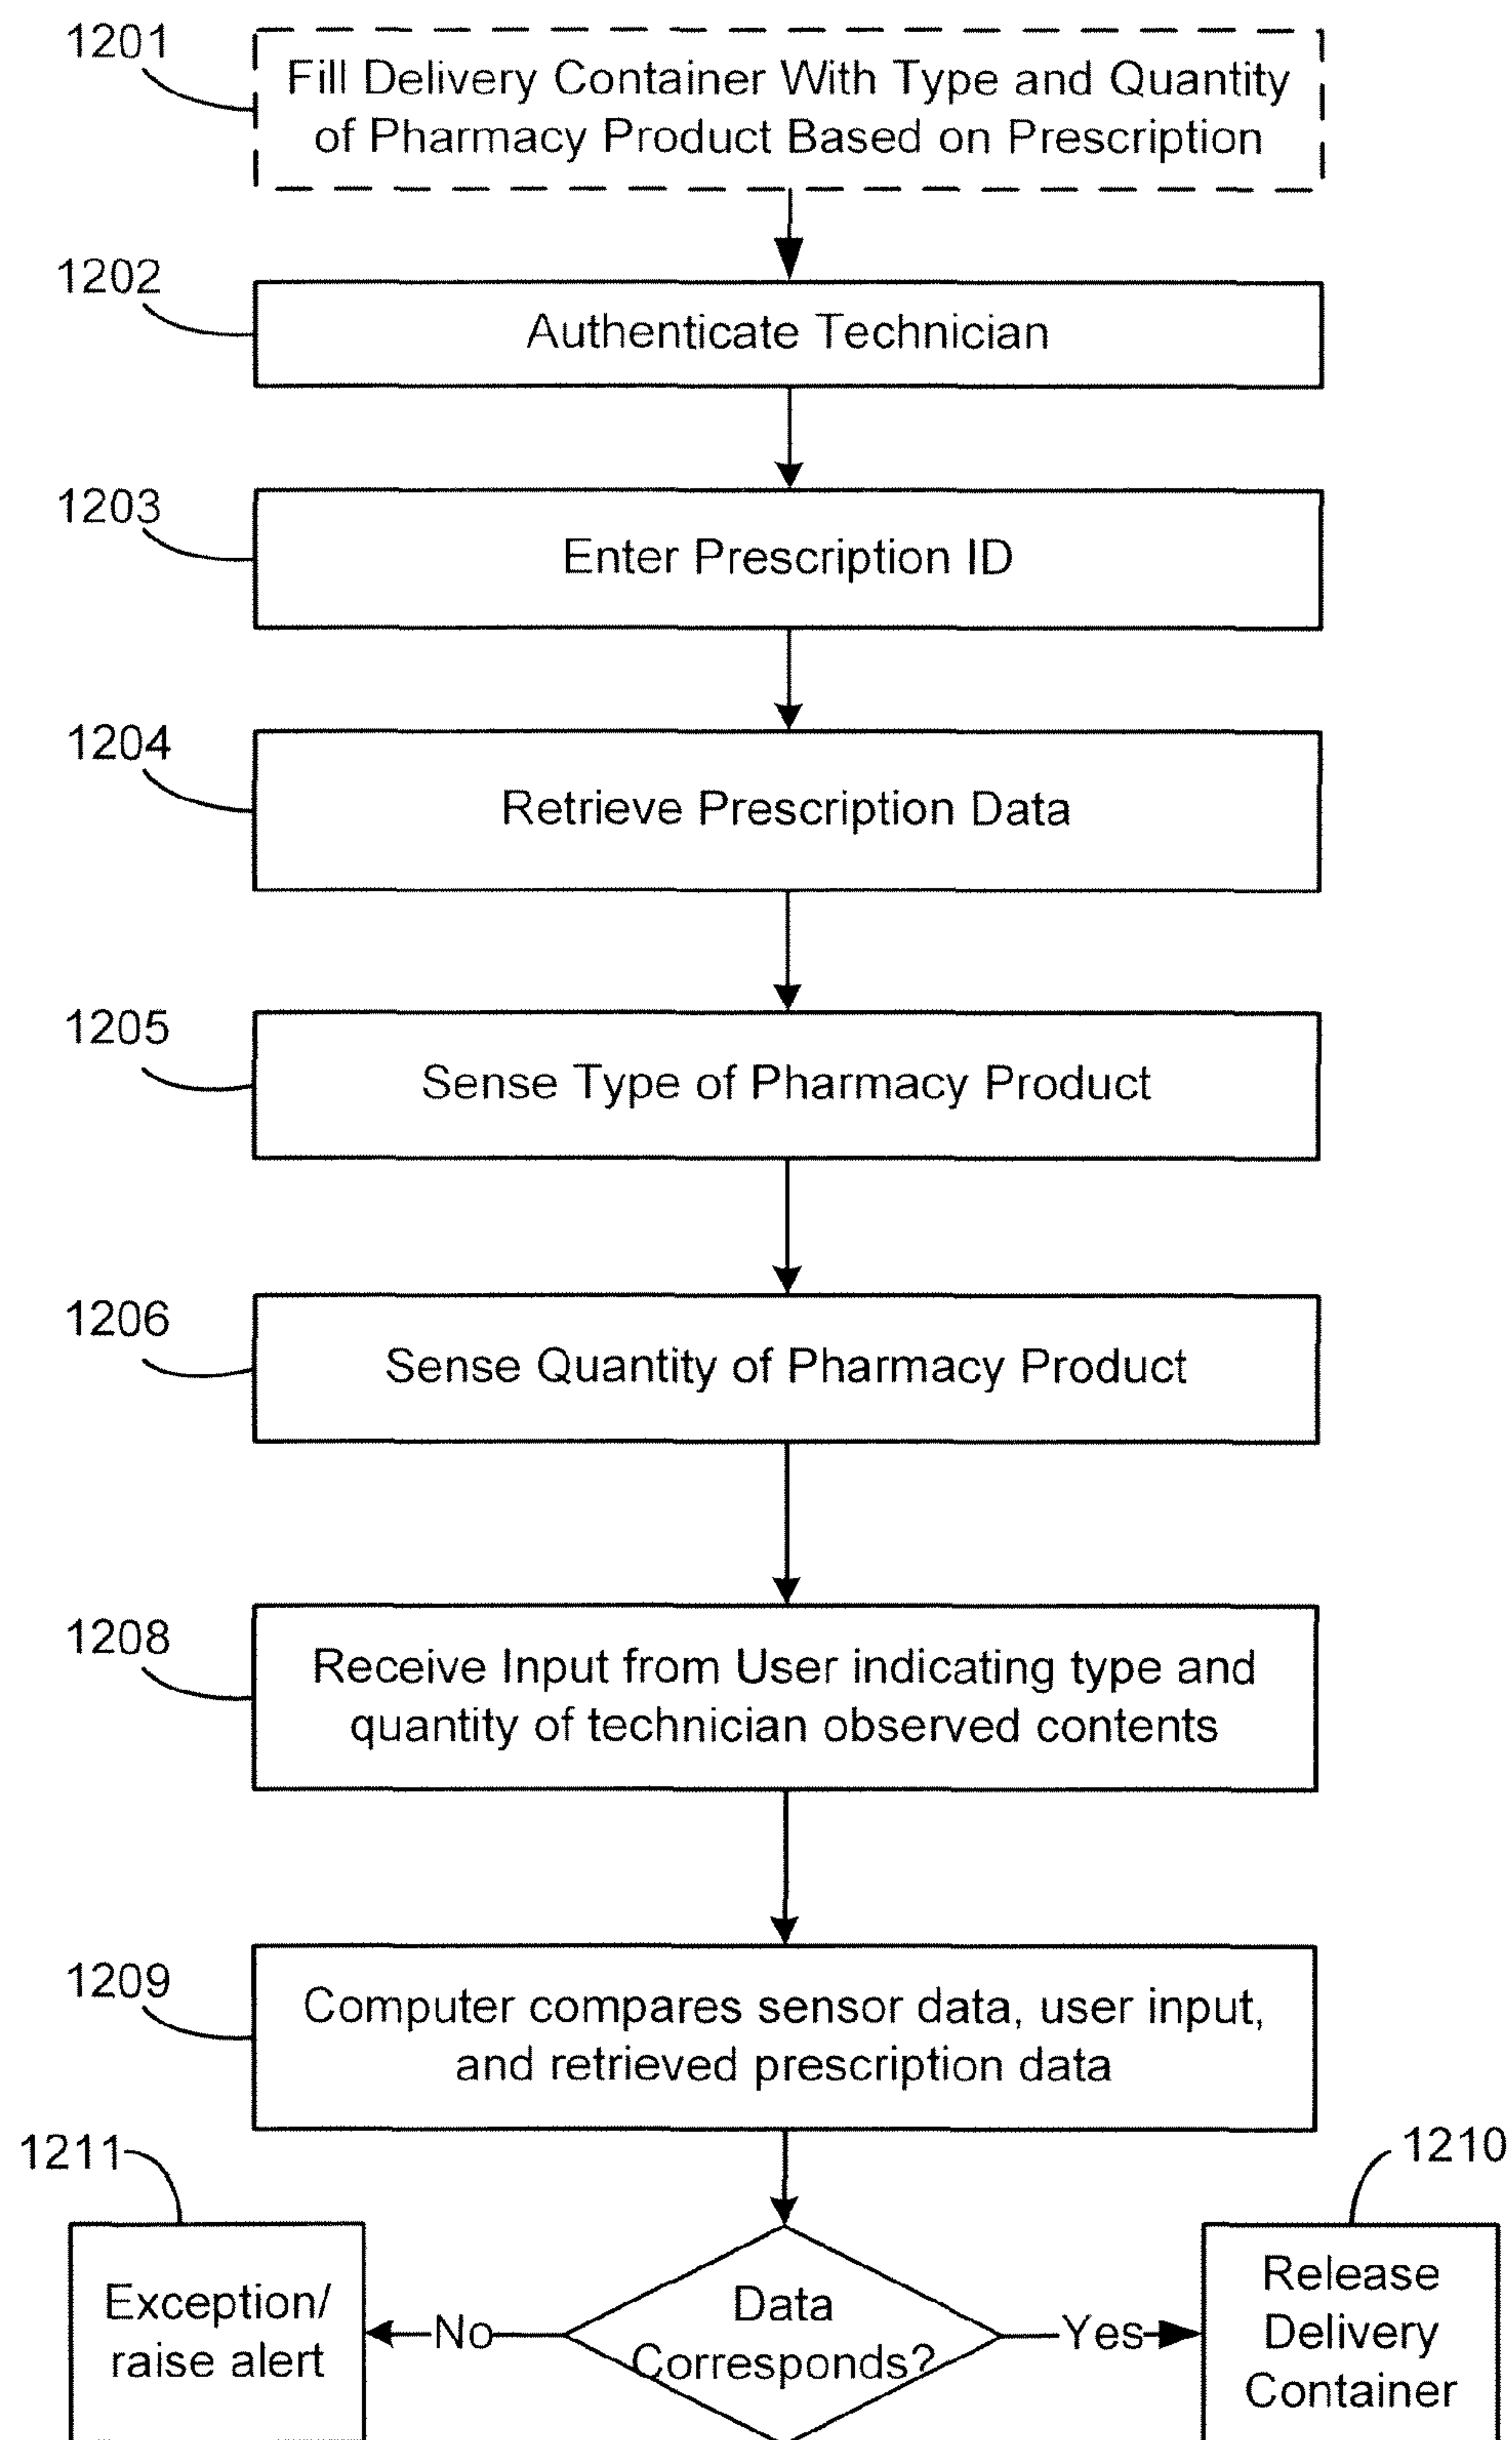 1201
Fill Delivery Container With Type and Quantity
of Pharmacy Product Based on Prescription
1202
Authenticate Technician
1203
Enter Prescription ID
1204
Retrieve Prescription Data
1205
Sense Type of Pharmacy Product
1206
Sense Quantity of Pharmacy Product
1208
Receive Input from User indicating type and
quantity of technician observed contents
1209
Computer compares sensor data, user input,
and retrieved prescription data
1211
1210
Exception/
raise alert
No
Data
Corresponds?
Yes
Release
Delivery
Container